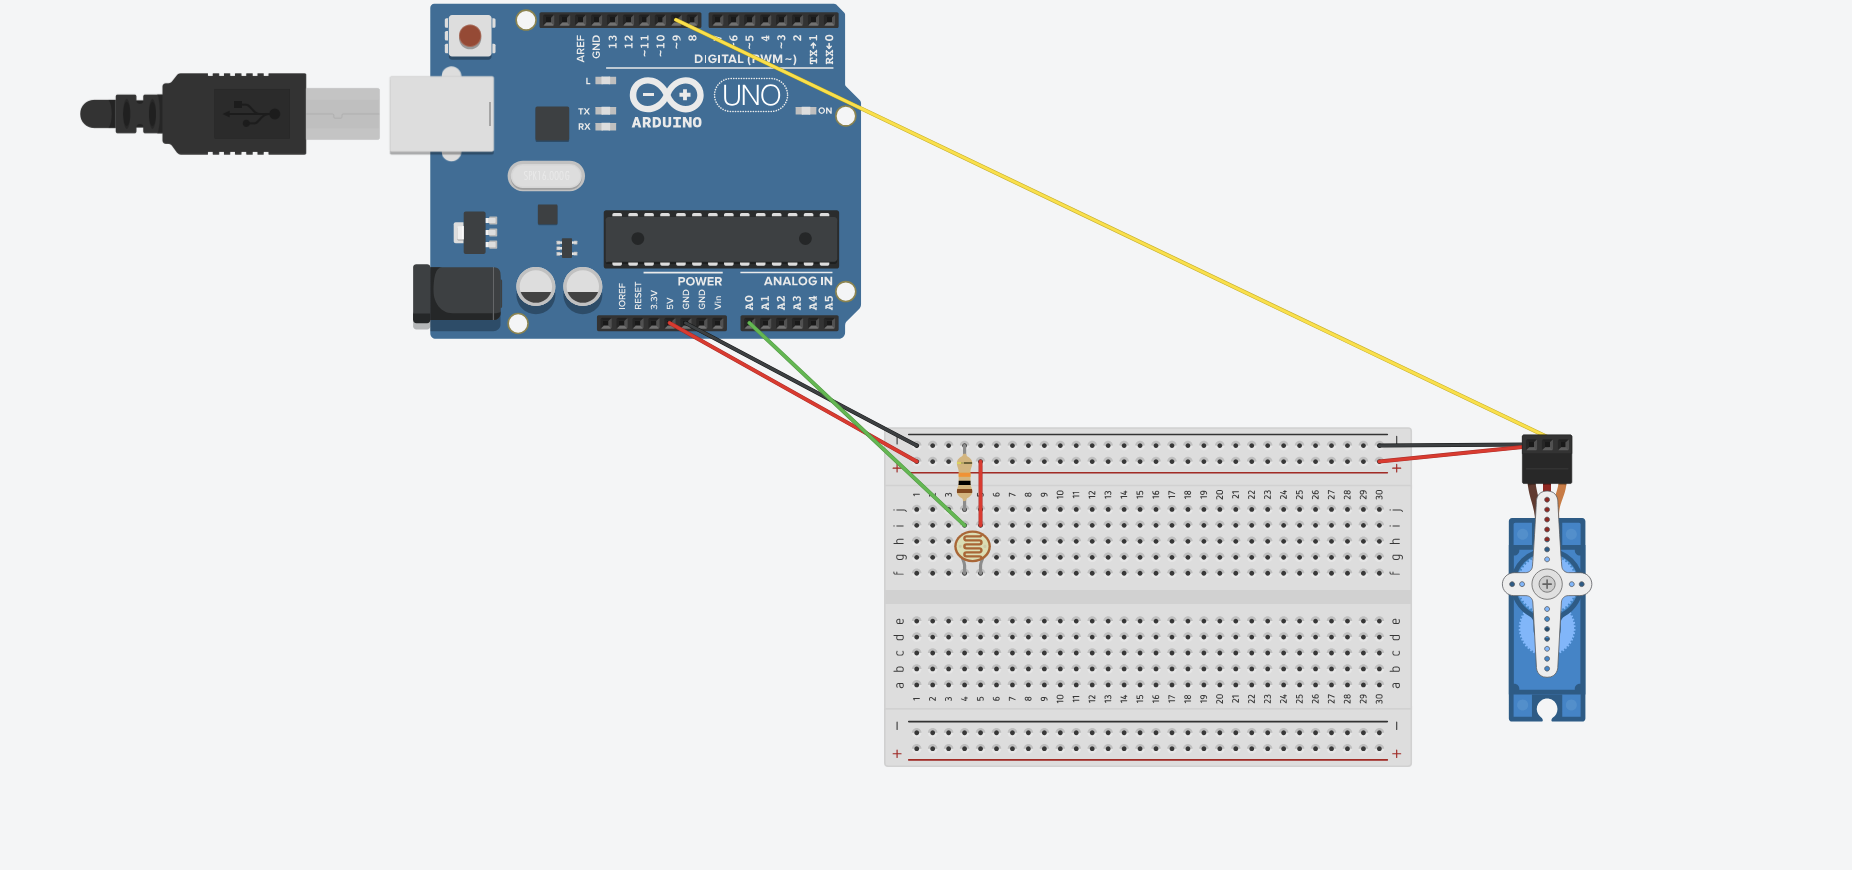 AREF GND 13 12 ~11 ~10 ~9 8 ~6 ~5 4 ~3 2 TX→1 RX←0
DIGITAL (PWM~)
L
TX
RX
UNO
ON
ARDUINO
POWER
ANALOG IN
IOREF RESET 3.3V 5V GND GND Vin
A0 A1 A2 A3 A4 A5
− −
+ +
1 3 6 7 8 9 10 11 12 13 14 15 16 17 18 19 20 21 22 23 24 25 26 27 28 29 30
j j
i i
h h
g g
f f
e e
d d
c c
b b
a a
1 2 3 4 5 6 7 8 9 10 11 12 13 14 15 16 17 18 19 20 21 22 23 24 25 26 27 28 29 30
− −
+ +